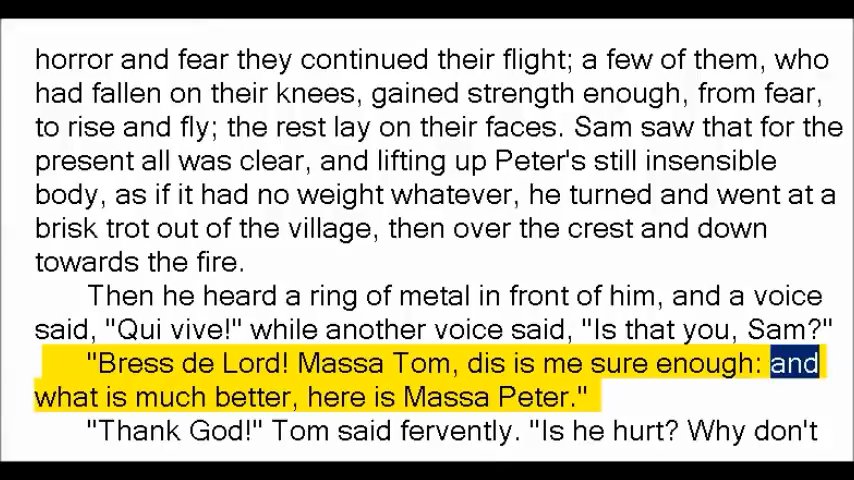 horror and fear they continued their flight; a few of them, who
had fallen on their knees, gained strength enough, from fear,
to rise and fly; the rest lay on their faces. Sam saw that for the
present all was clear, and lifting up Peter's still insensible
body, as if it had no weight whatever, he turned and went at a
brisk trot out of the village, then over the crest and down
towards the fire.
Then he heard a ring of metal in front of him, and a voice
said, "Qui vive!" while another voice said, "Is that you, Sam?"
"Bress de Lord! Massa Tom, dis is me sure enough: and
what is much better, here is Massa Peter."
"Thank God!" Tom said fervently. "Is he hurt? Why don't